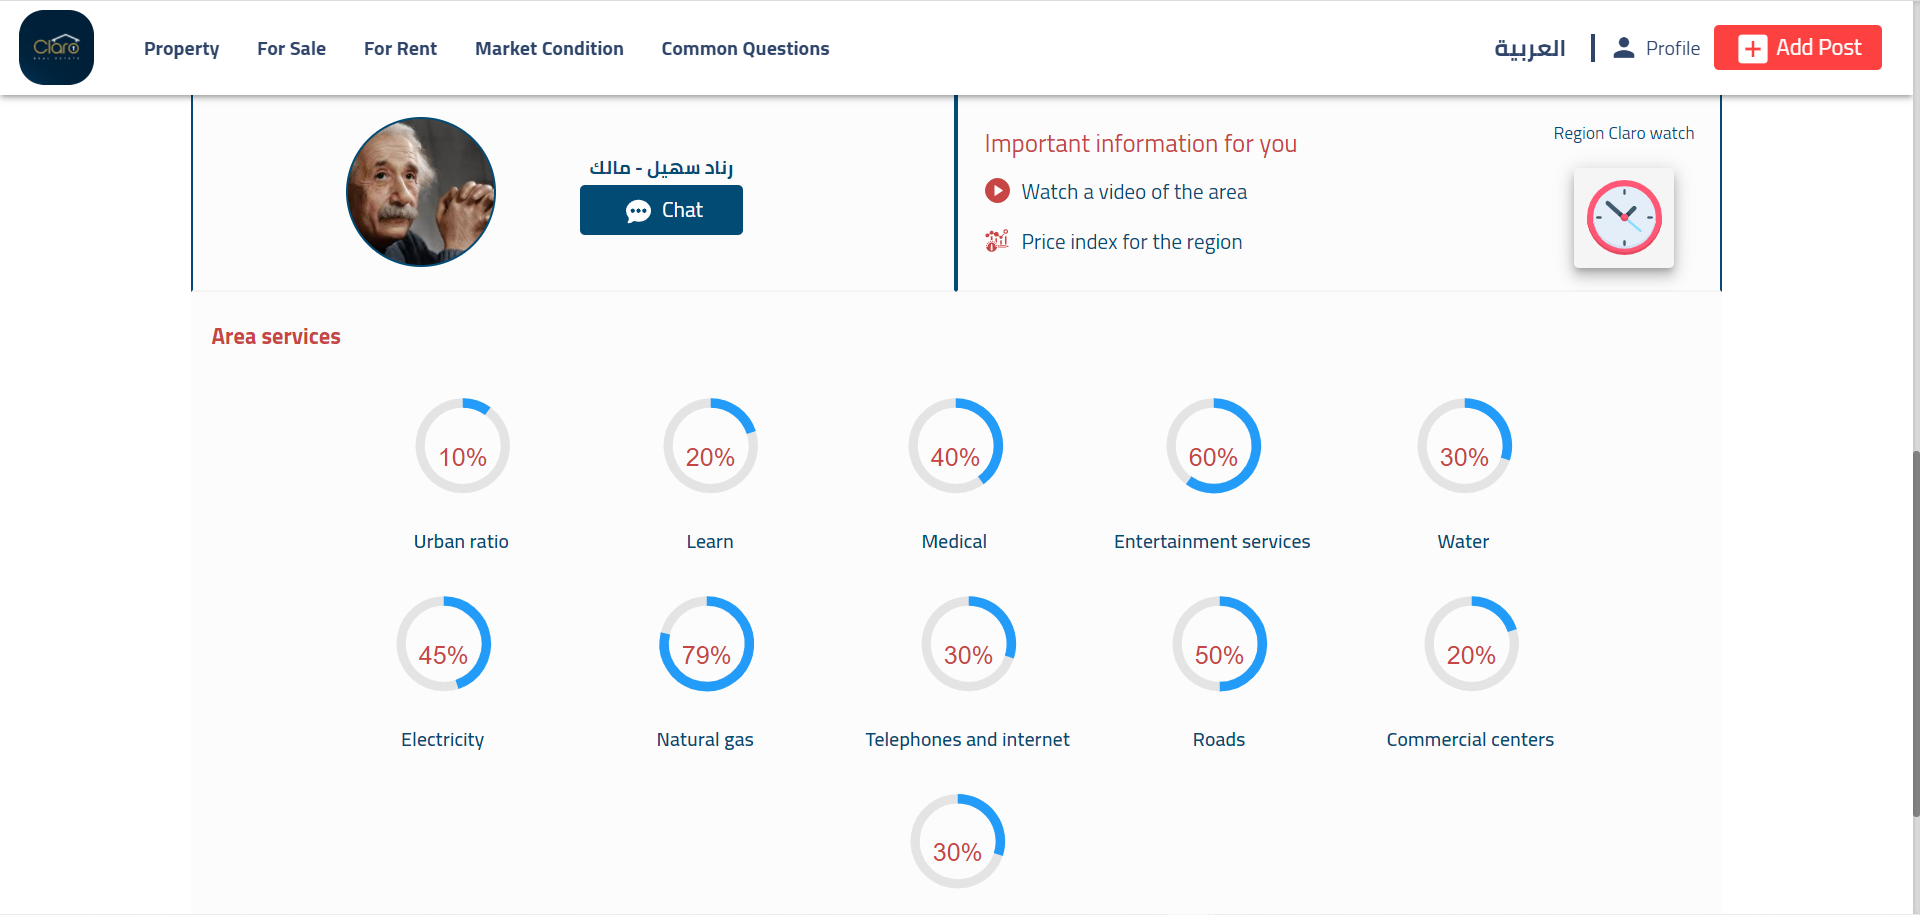 Claro
REAL ESTATE
Property
For Sale
For Rent
Market Condition
Common Questions
العربية
Profile
Add Post
رناد سهيل - مالك
Chat
Important information for you
Watch a video of the area
Price index for the region
Region Claro watch
Area services
10%
20%
40%
60%
30%
Urban ratio
Learn
Medical
Entertainment services
Water
45%
79%
30%
50%
20%
Electricity
Natural gas
Telephones and internet
Roads
Commercial centers
30%